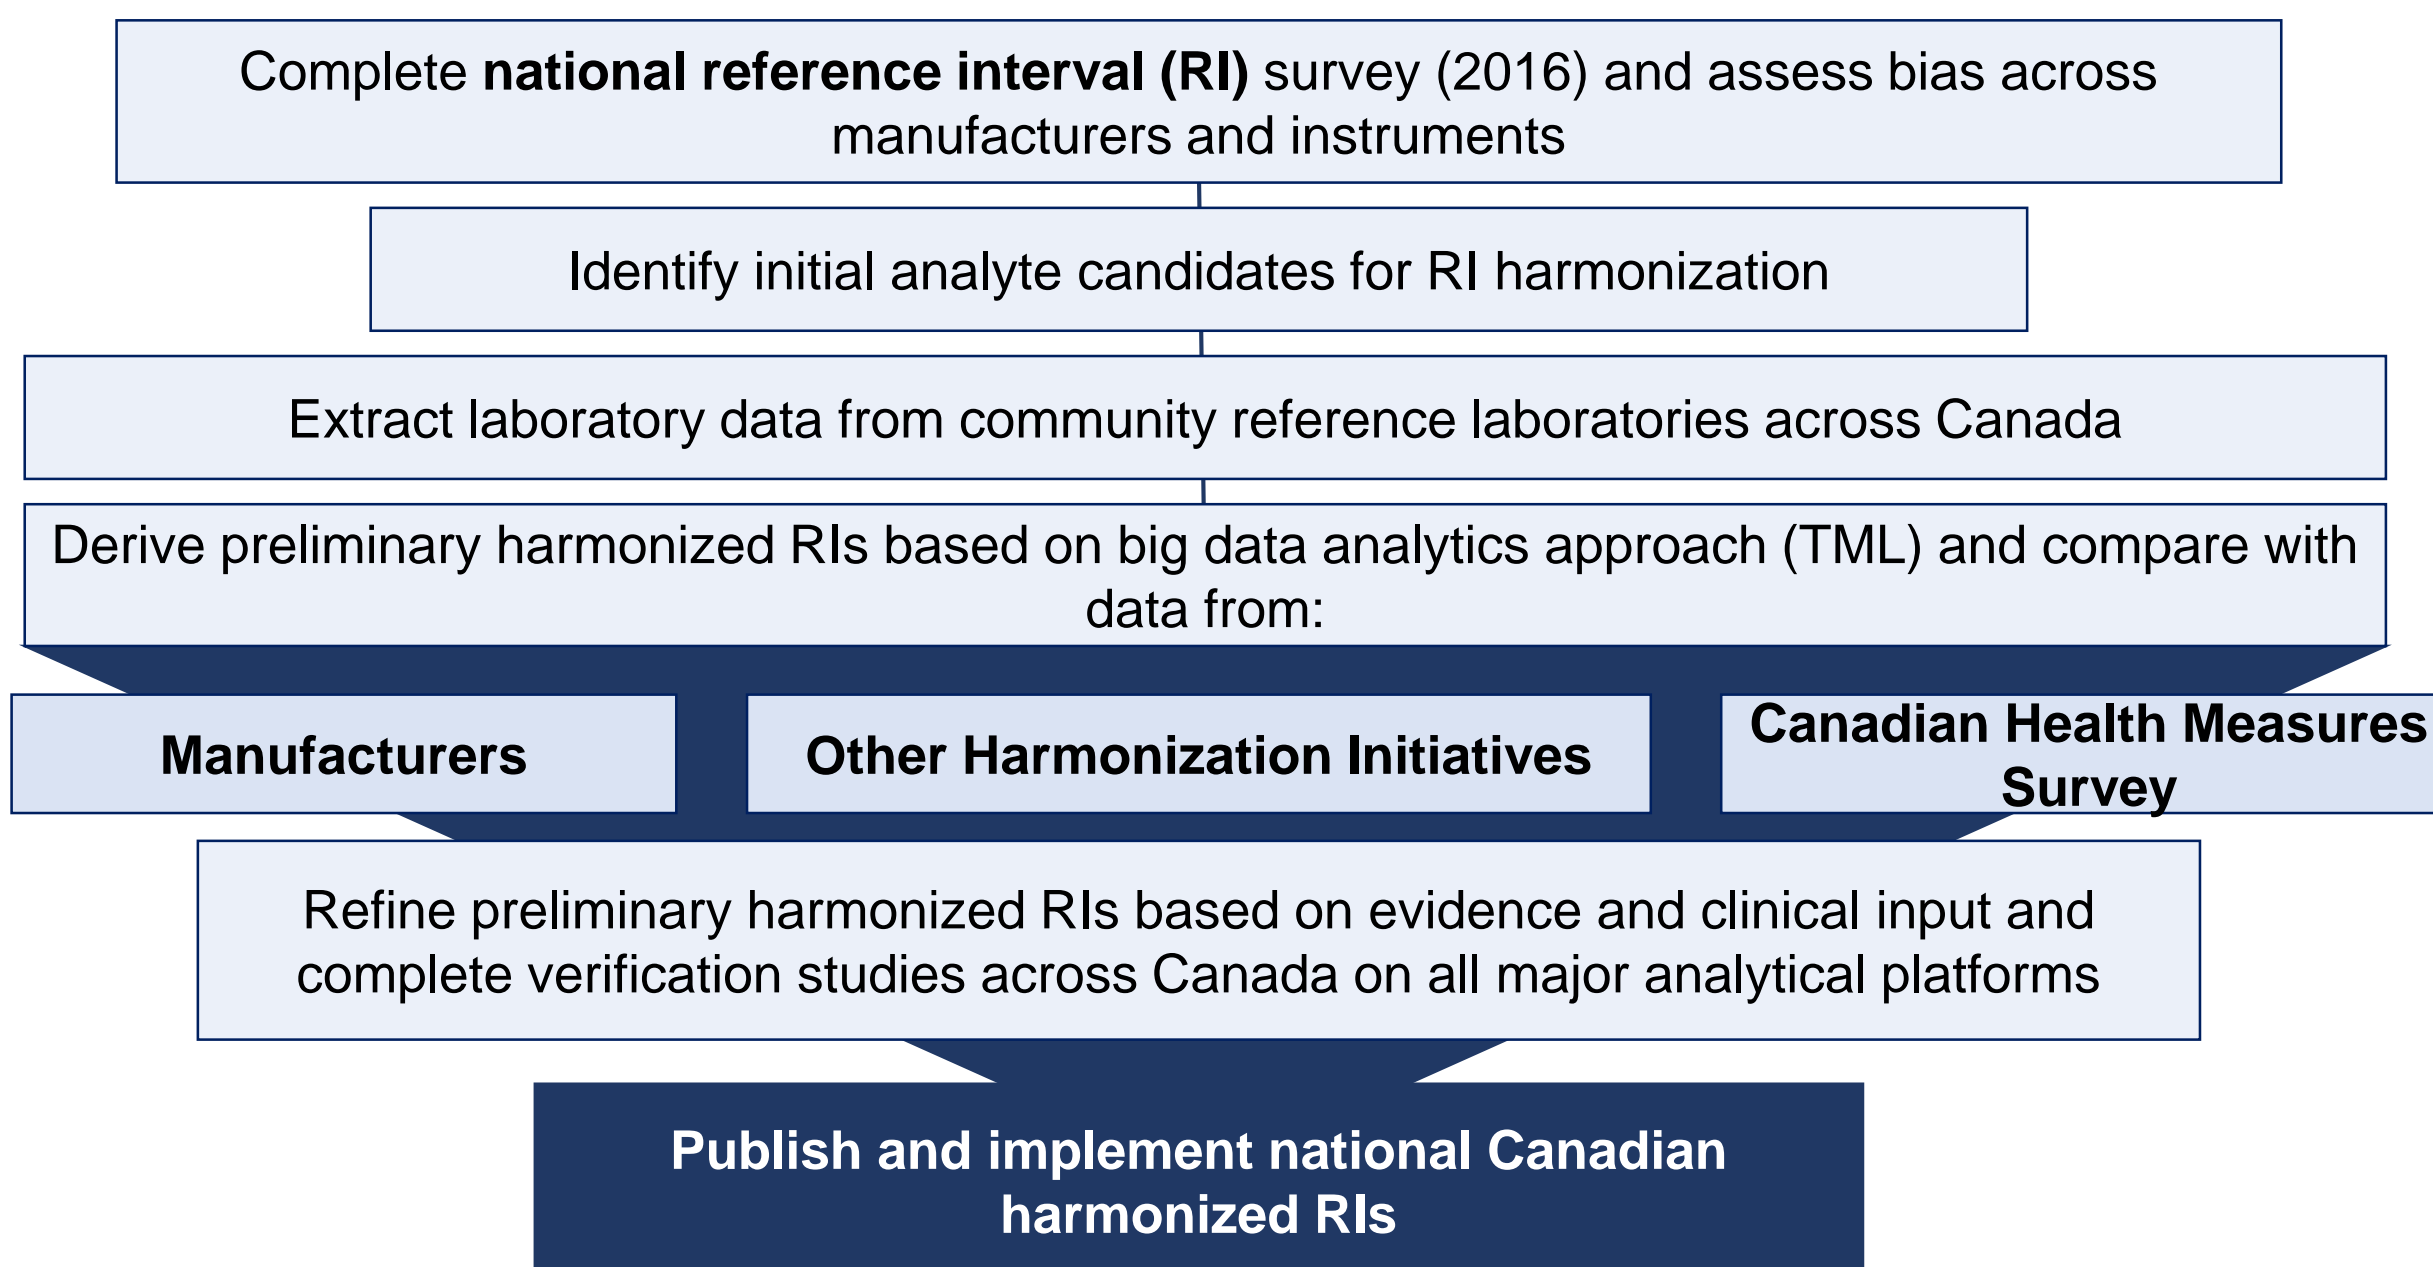 Complete national reference interval (RI) survey (2016) and assess bias across
manufacturers and instruments
Identify initial analyte candidates for RI harmonization
Extract laboratory data from community reference laboratories across Canada
Derive preliminary harmonized RIs based on big data analytics approach (TML) and compare with
data from:
Manufacturers
Other Harmonization Initiatives
Canadian Health Measures
Survey
Refine preliminary harmonized RIs based on evidence and clinical input and
complete verification studies across Canada on all major analytical platforms
Publish and implement national Canadian
harmonized RIs